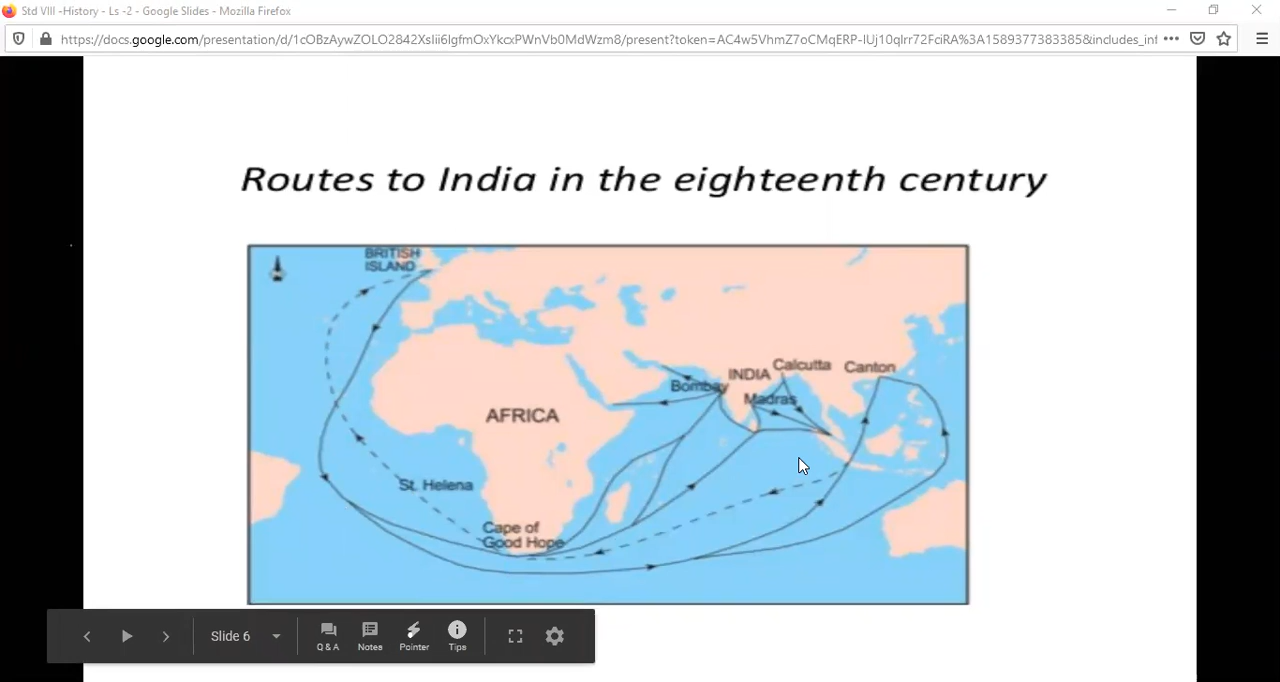 Std VIII -History - Ls -2 - Google Slides - Mozilla Firefox
https://docs.google.com/presentation/d/1cOBzAywZOLO2842XsIii6IgfmOxYkcxPWnVb0MdWzm8/present?token=AC4w5VhmZ7oCMqERP-IUj10qIrr72FciRA%3A1589377383385&includes_inf
Routes to India in the eighteenth century
BRITISH
ISLAND
INDIA
Calcutta
Canton
Bombay
Madras
AFRICA
St. Helena
Cape of
Good Hope
Slide 6
Q & A
Notes
Pointer
Tips